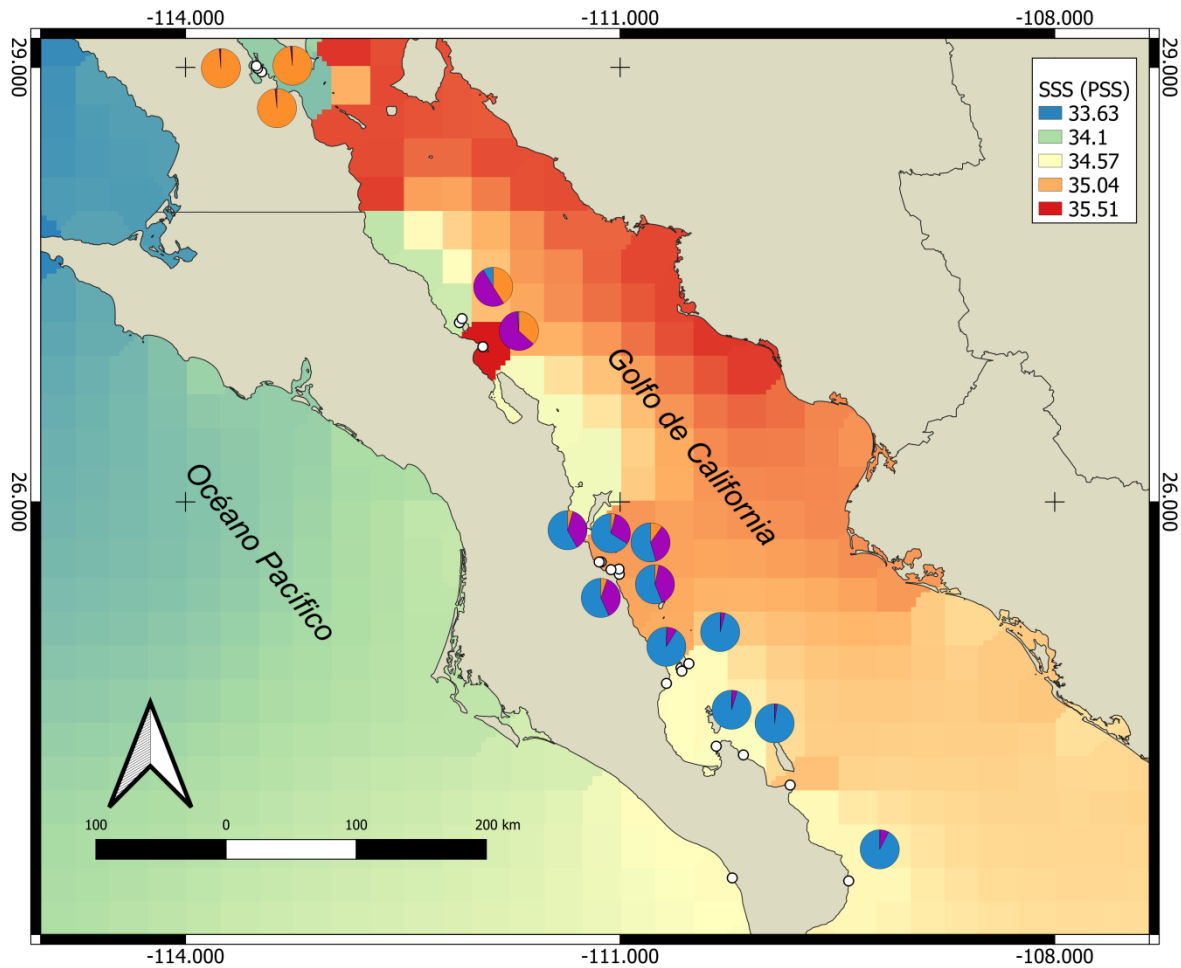 -114.000 -111.000 -108.000
29.000 29.000
SSS (PSS)
33.63
34.1
34.57
35.04
35.51
Golfo de California
26.000 26.000
Océano Pacífico
100 0 100 200 km
-114.000 -111.000 -108.000